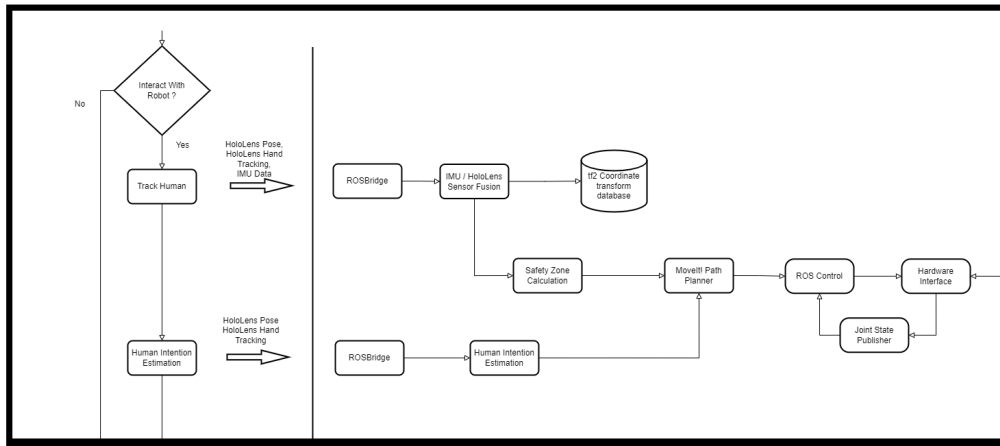 Interact With
Robot ?
No
Yes
Track Human
HoloLens Pose,
HoloLens Hand
Tracking,
IMU Data
ROSBridge
IMU / HoloLens
Sensor Fusion
tf2 Coordinate
transform
database
Safety Zone
Calculation
MoveIt! Path
Planner
ROS Control
Hardware
Interface
Joint State
Publisher
HoloLens Pose
HoloLens Hand
Tracking
Human Intention
Estimation
ROSBridge
Human Intention
Estimation